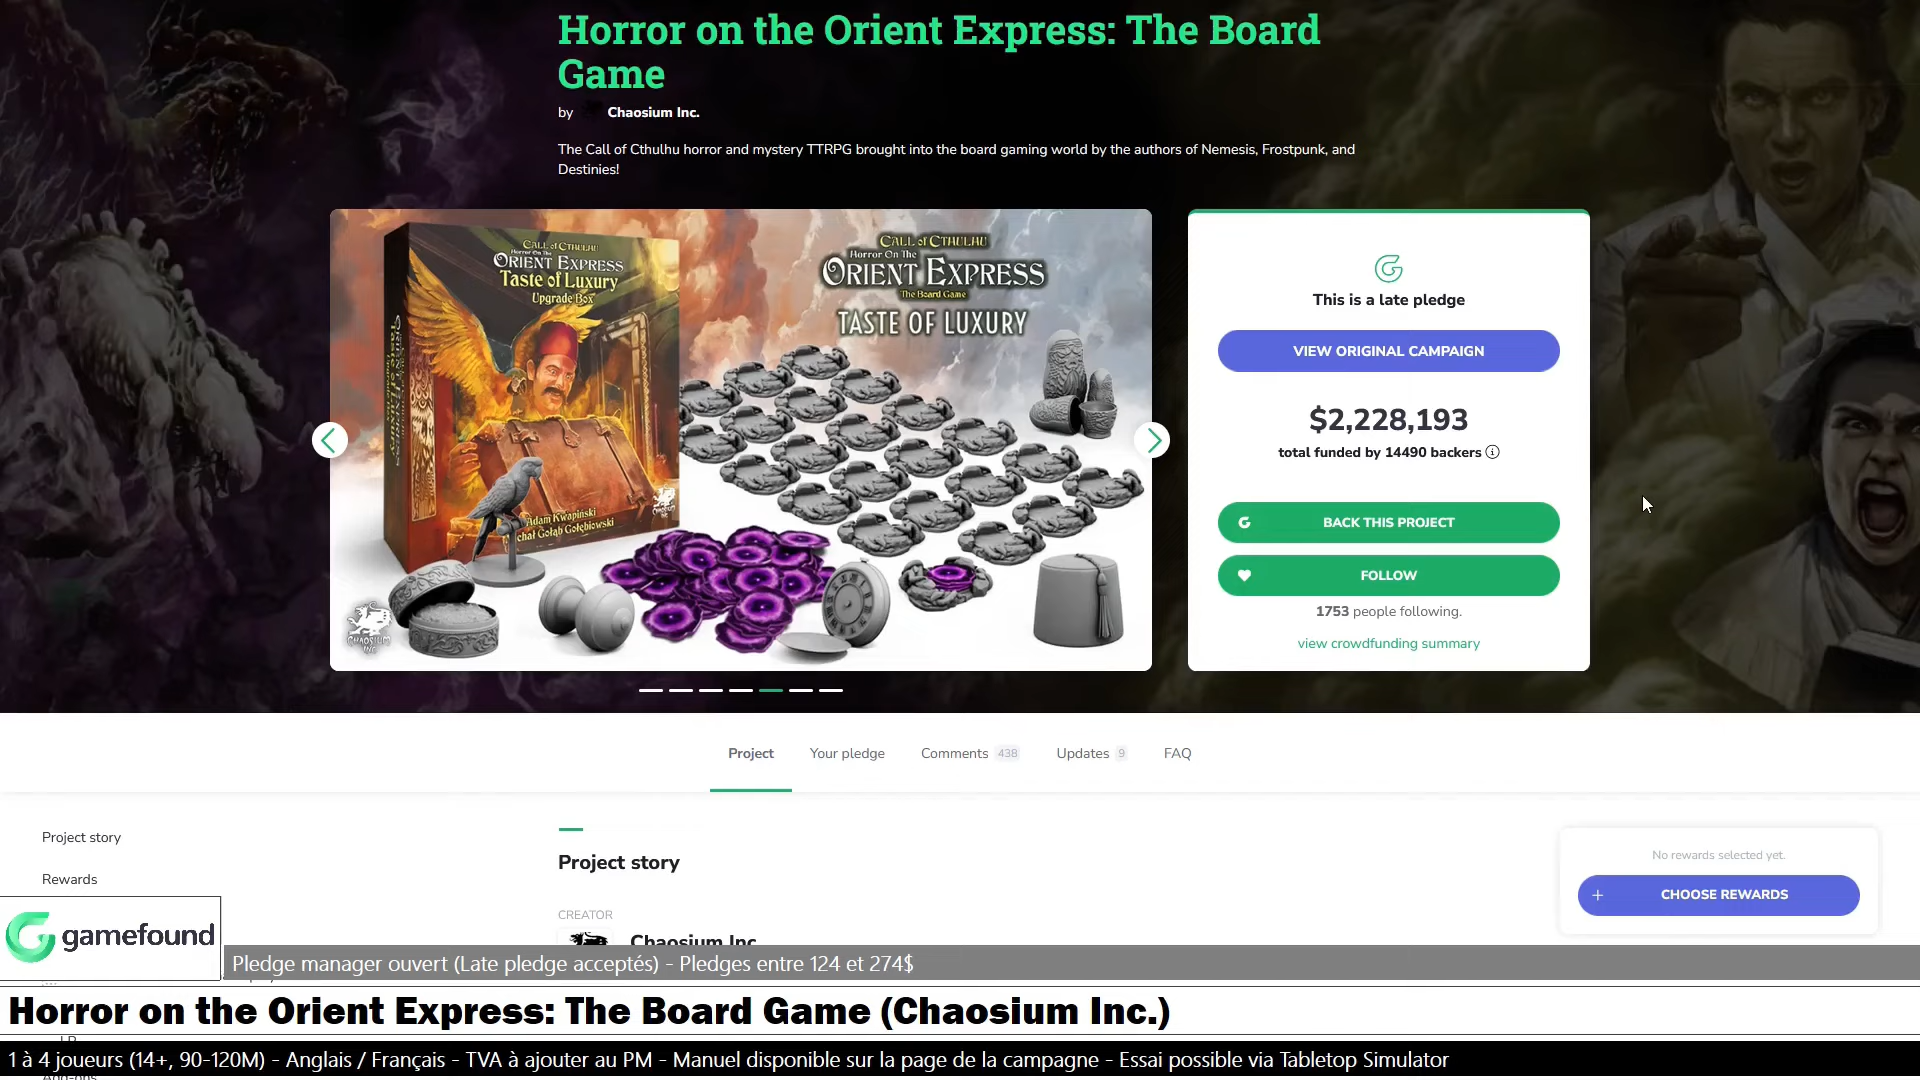 Horror on the Orient Express: The Board
Game
by Chaosium Inc.
The Call of Cthulhu horror and mystery TTRPG brought into the board gaming world by the authors of Nemesis, Frostpunk, and
Destinies!
CALL of CTHULHU
Horror On The
ORIENT EXPRESS
Taste of Luxury
Upgrade Box
Adam Kwapiński
Gołąb Gołębiowski
CHAOSIUM
INC.
CALL of CTHULHU
Horror On The
ORIENT EXPRESS
The Board Game
TASTE OF LUXURY
This is a late pledge
VIEW ORIGINAL CAMPAIGN
$2,228,193
total funded by 14490 backers
BACK THIS PROJECT
FOLLOW
1753 people following.
view crowdfunding summary
Project
Your pledge
Comments 438
Updates 9
FAQ
Project story
Rewards
Project story
CREATOR
Chaosium Inc.
No rewards selected yet.
+ CHOOSE REWARDS
gamefound
Pledge manager ouvert (Late pledge acceptés) - Pledges entre 124 et 274$
Horror on the Orient Express: The Board Game (Chaosium Inc.)
1 à 4 joueurs (14+, 90-120M) - Anglais / Français - TVA à ajouter au PM - Manuel disponible sur la page de la campagne - Essai possible via Tabletop Simulator